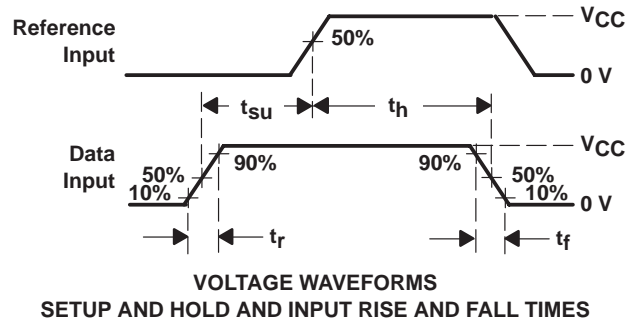 Reference
Input
50%
VCC
0 V
tsu
th
Data
Input
50%
10%
90%
90%
50%
10%
VCC
0 V
tr
tf
VOLTAGE WAVEFORMS
SETUP AND HOLD AND INPUT RISE AND FALL TIMES